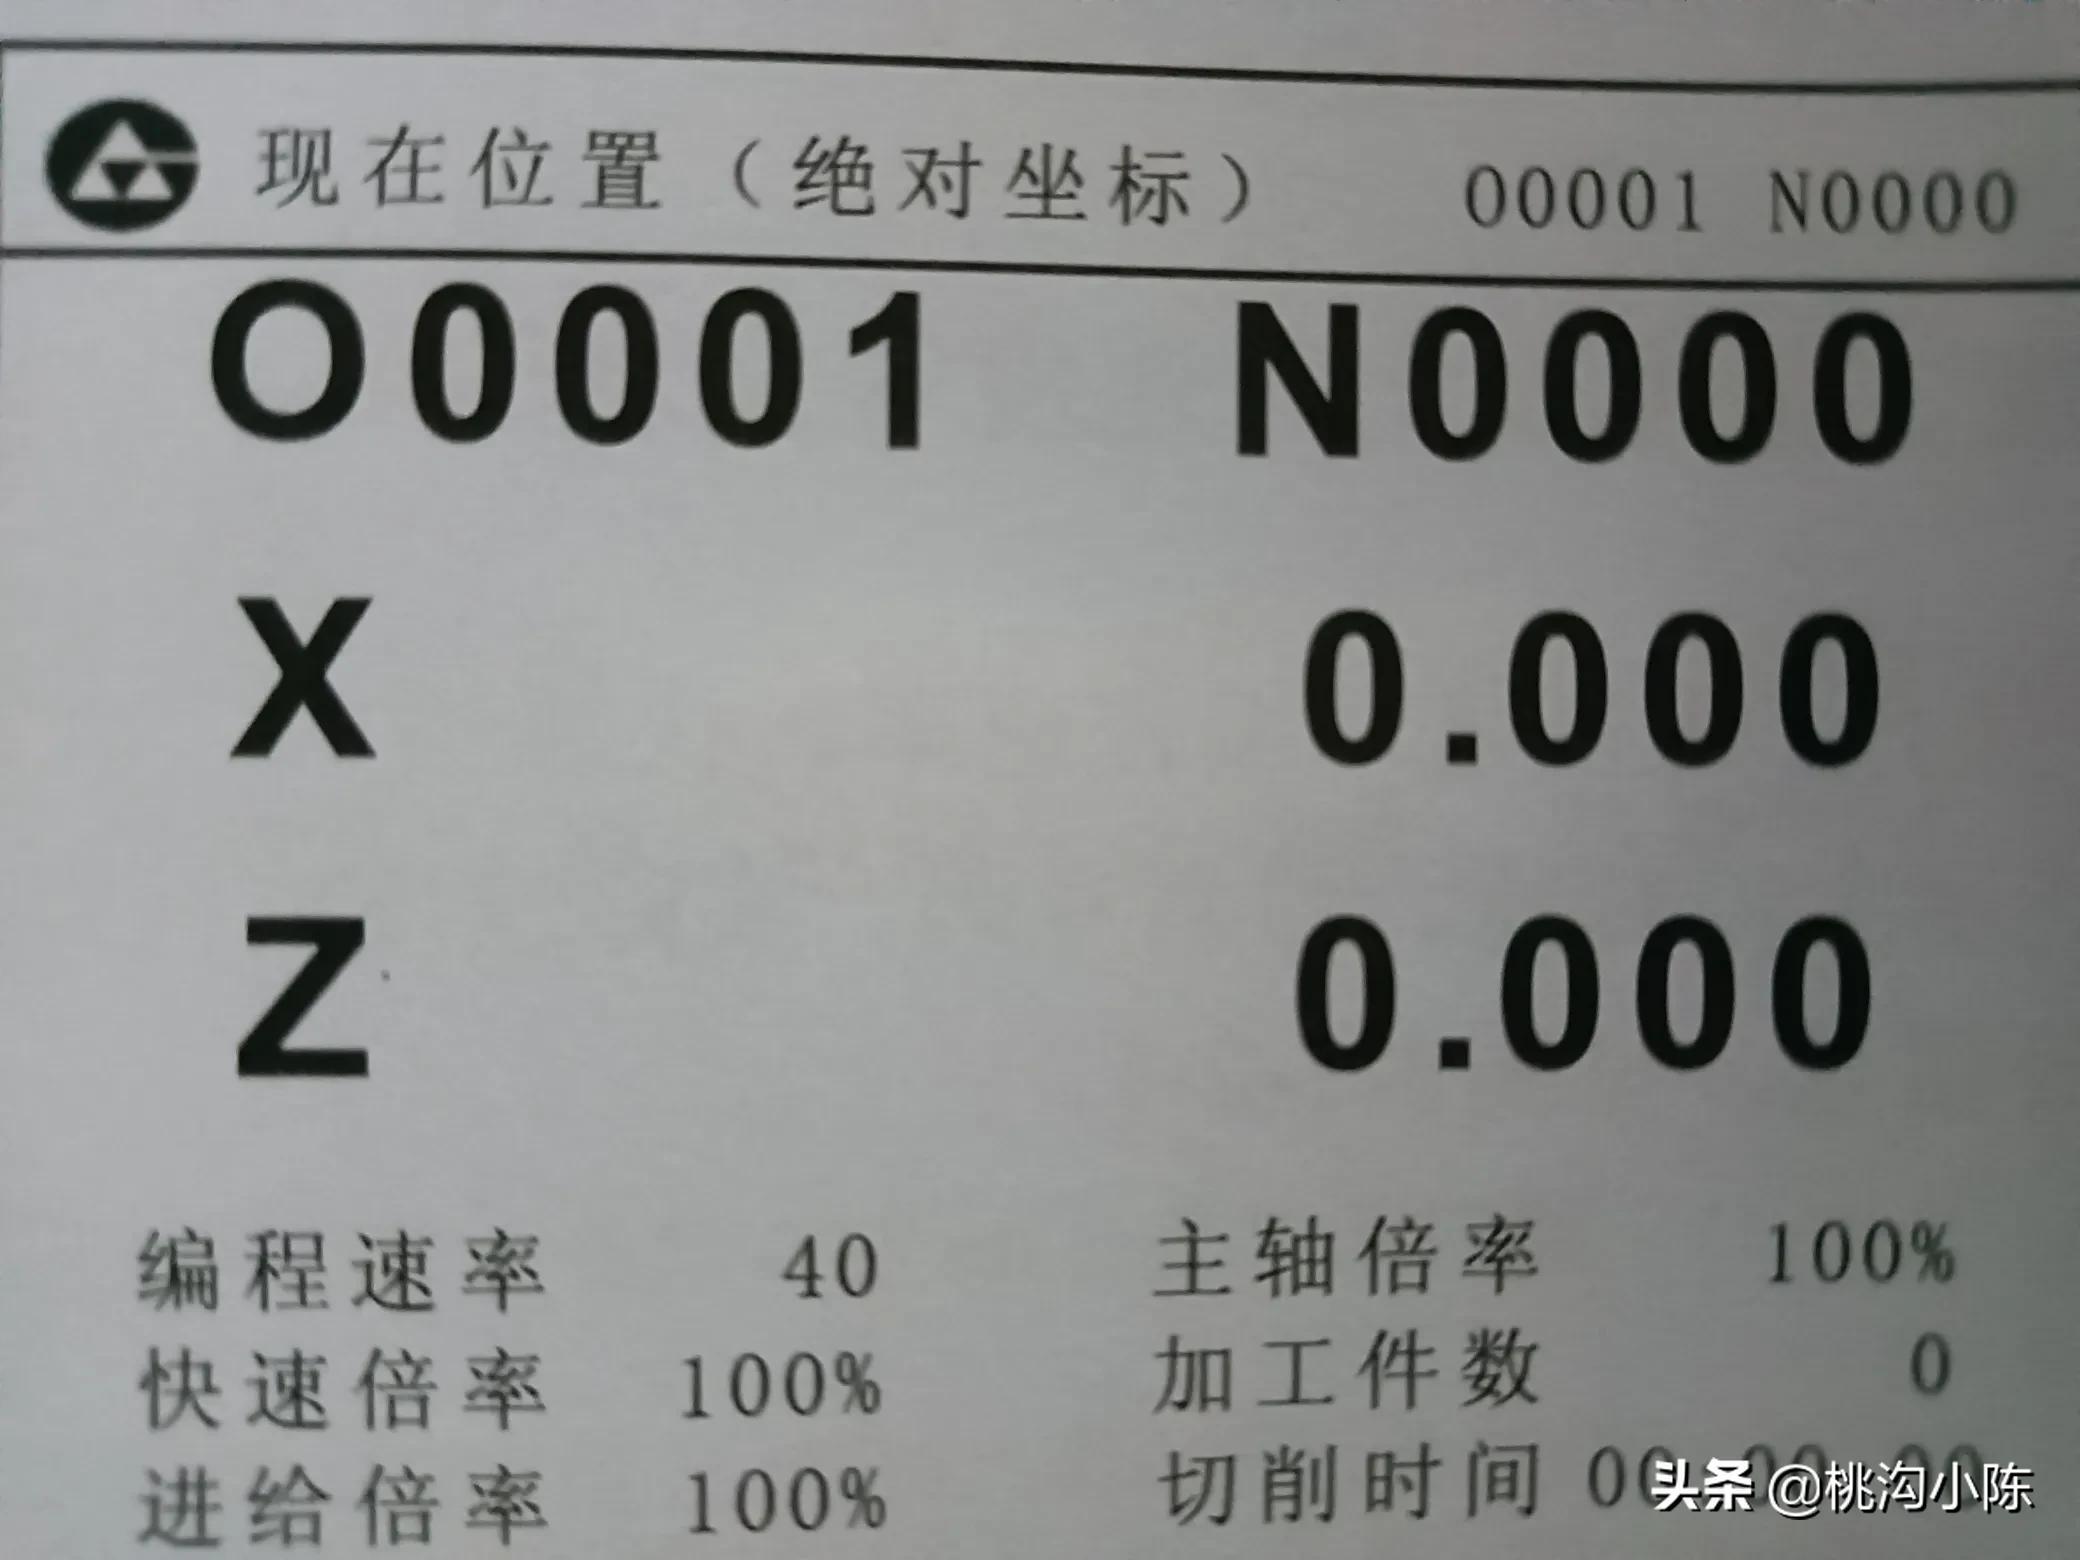 现在位置（绝对坐标） O0001 N0000
O0001 N0000
X 0.000
Z 0.000
编程速率 40 主轴倍率 100%
快速倍率 100% 加工件数 0
进给倍率 100% 切削时间
头条 @桃沟小陈